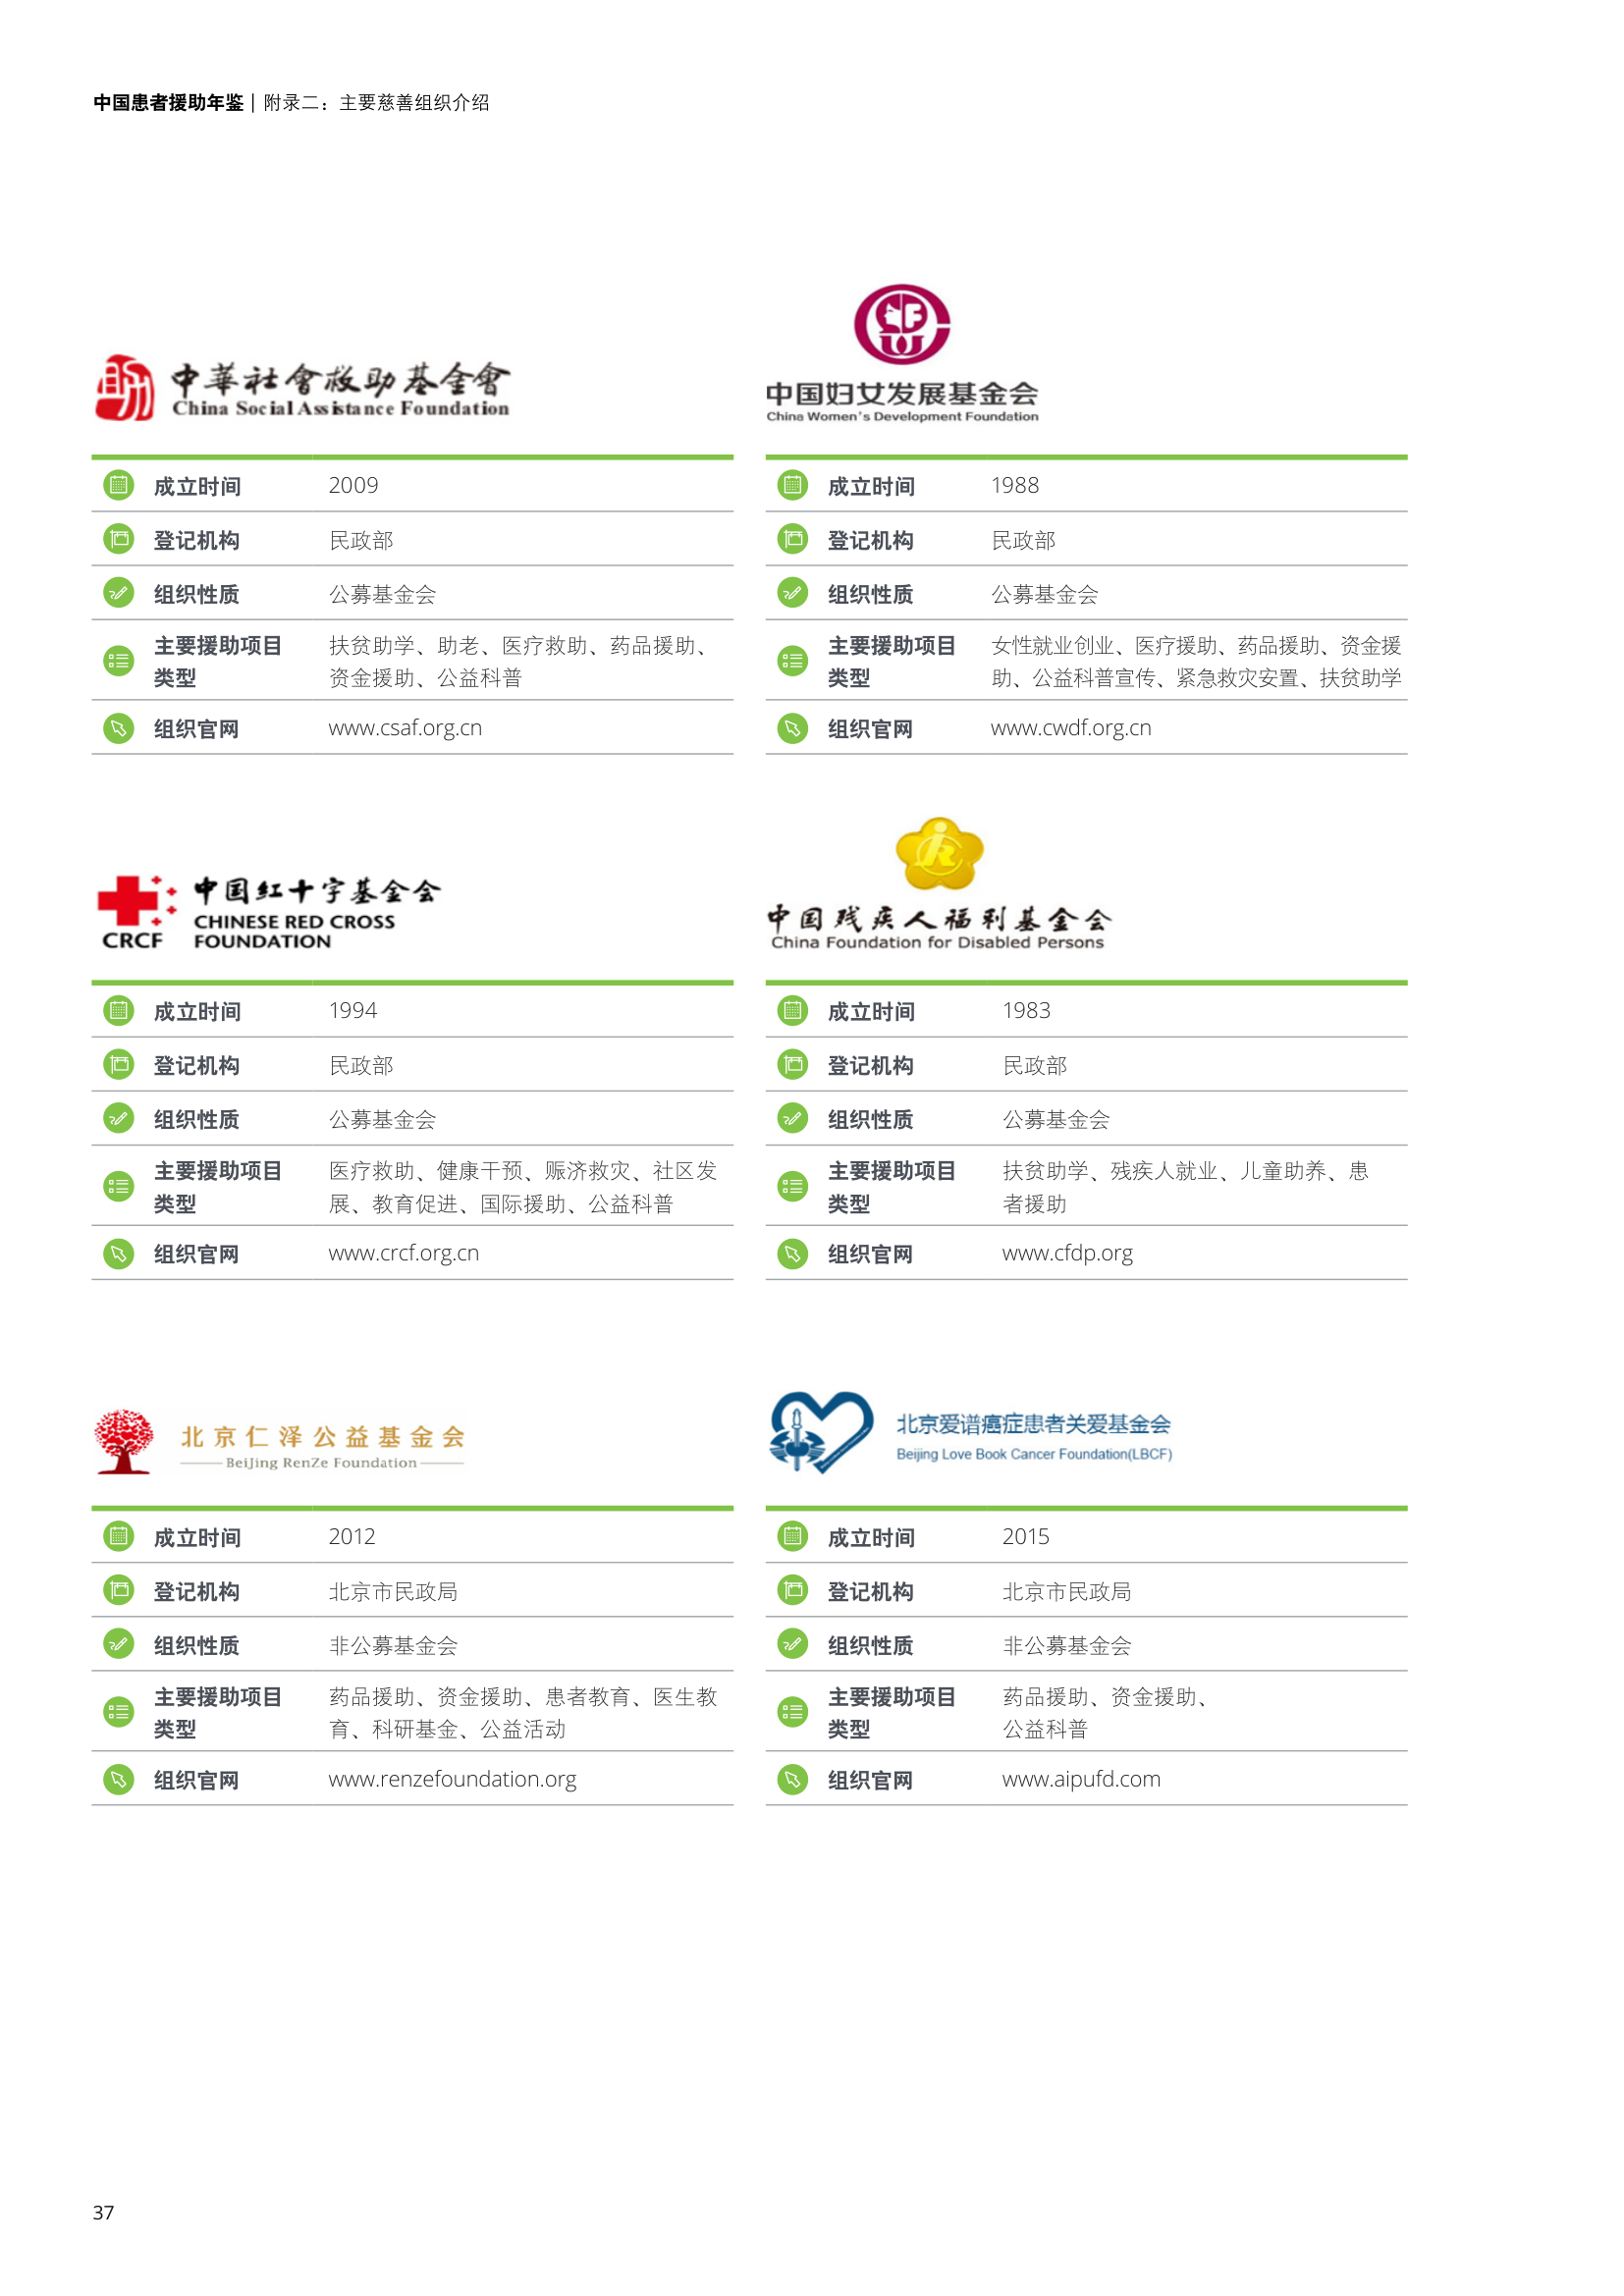 中国患者援助年鉴 | 附录二：主要慈善组织介绍
助
中華社會救助基金會
China Social Assistance Foundation
成立时间 2009
登记机构 民政部
组织性质 公募基金会
主要援助项目
类型
扶贫助学、助老、医疗救助、药品援助、
资金援助、公益科普
组织官网 www.csaf.org.cn
中国妇女发展基金会
China Women's Development Foundation
成立时间 1988
登记机构 民政部
组织性质 公募基金会
主要援助项目
类型
女性就业创业、医疗援助、药品援助、资金援
助、公益科普宣传、紧急救灾安置、扶贫助学
组织官网 www.cwdf.org.cn
CRCF
中国红十字基金会
CHINESE RED CROSS
FOUNDATION
成立时间 1994
登记机构 民政部
组织性质 公募基金会
主要援助项目
类型
医疗救助、健康干预、赈济救灾、社区发
展、教育促进、国际援助、公益科普
组织官网 www.crcf.org.cn
中国残疾人福利基金会
China Foundation for Disabled Persons
成立时间 1983
登记机构 民政部
组织性质 公募基金会
主要援助项目
类型
扶贫助学、残疾人就业、儿童助养、患
者援助
组织官网 www.cfdp.org
北京仁泽公益基金会
BeiJing RenZe Foundation
成立时间 2012
登记机构 北京市民政局
组织性质 非公募基金会
主要援助项目
类型
药品援助、资金援助、患者教育、医生教
育、科研基金、公益活动
组织官网 www.renzefoundation.org
北京爱谱癌症患者关爱基金会
Beijing Love Book Cancer Foundation(LBCF)
成立时间 2015
登记机构 北京市民政局
组织性质 非公募基金会
主要援助项目
类型
药品援助、资金援助、
公益科普
组织官网 www.aipufd.com
37